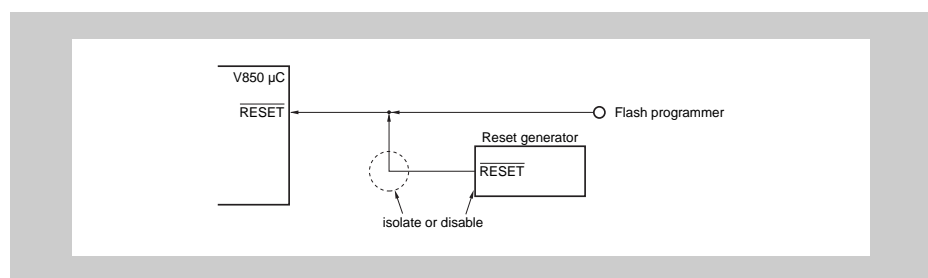 V850 µC
RESET
Flash programmer
Reset generator
RESET
isolate or disable